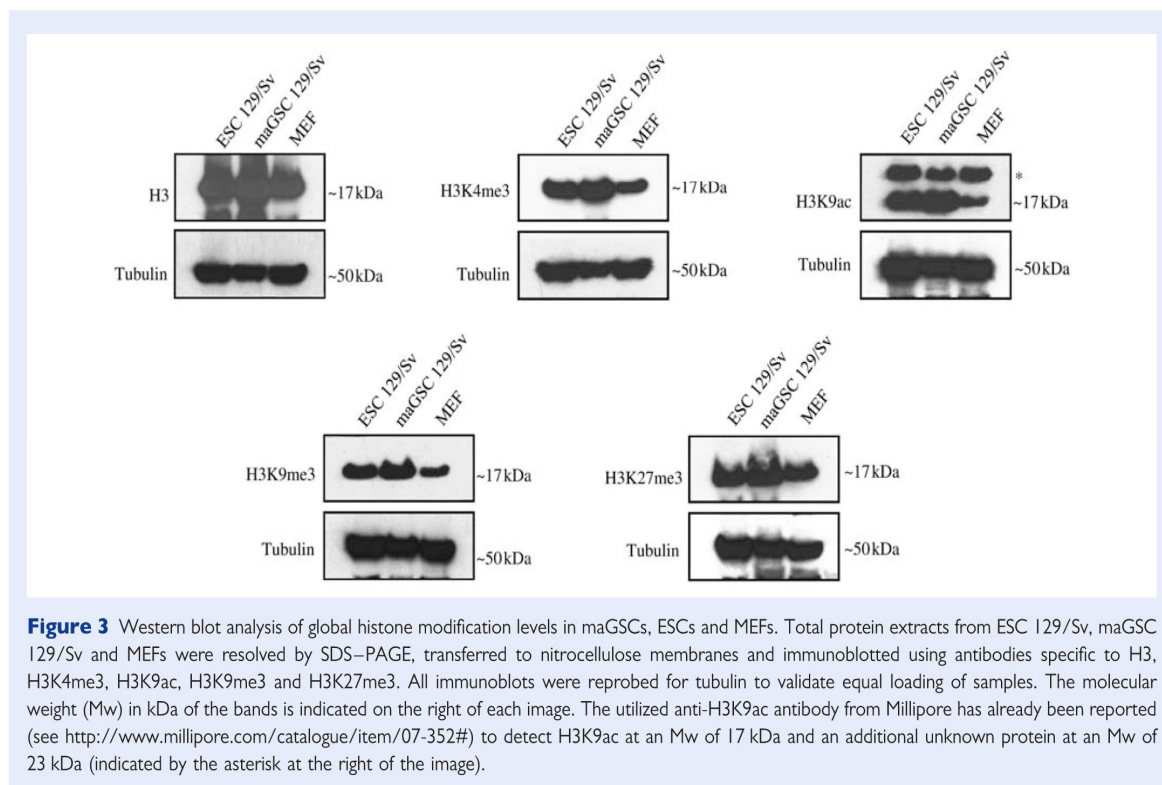 ESC 129/Sv
maGSC 129/Sv
MEF
H3
~17kDa
Tubulin
~50kDa
ESC 129/Sv
maGSC 129/Sv
MEF
H3K4me3
~17kDa
Tubulin
~50kDa
ESC 129/Sv
maGSC 129/Sv
MEF
*
H3K9ac
~17kDa
Tubulin
~50kDa
ESC 129/Sv
maGSC 129/Sv
MEF
H3K9me3
~17kDa
Tubulin
~50kDa
ESC 129/Sv
maGSC 129/Sv
MEF
H3K27me3
~17kDa
Tubulin
~50kDa
Figure 3 Western blot analysis of global histone modification levels in maGSCs, ESCs and MEFs. Total protein extracts from ESC 129/Sv, maGSC
129/Sv and MEFs were resolved by SDS–PAGE, transferred to nitrocellulose membranes and immunoblotted using antibodies specific to H3,
H3K4me3, H3K9ac, H3K9me3 and H3K27me3. All immunoblots were reprobed for tubulin to validate equal loading of samples. The molecular
weight (Mw) in kDa of the bands is indicated on the right of each image. The utilized anti-H3K9ac antibody from Millipore has already been reported
(see http://www.millipore.com/catalogue/item/07-352#) to detect H3K9ac at an Mw of 17 kDa and an additional unknown protein at an Mw of
23 kDa (indicated by the asterisk at the right of the image).